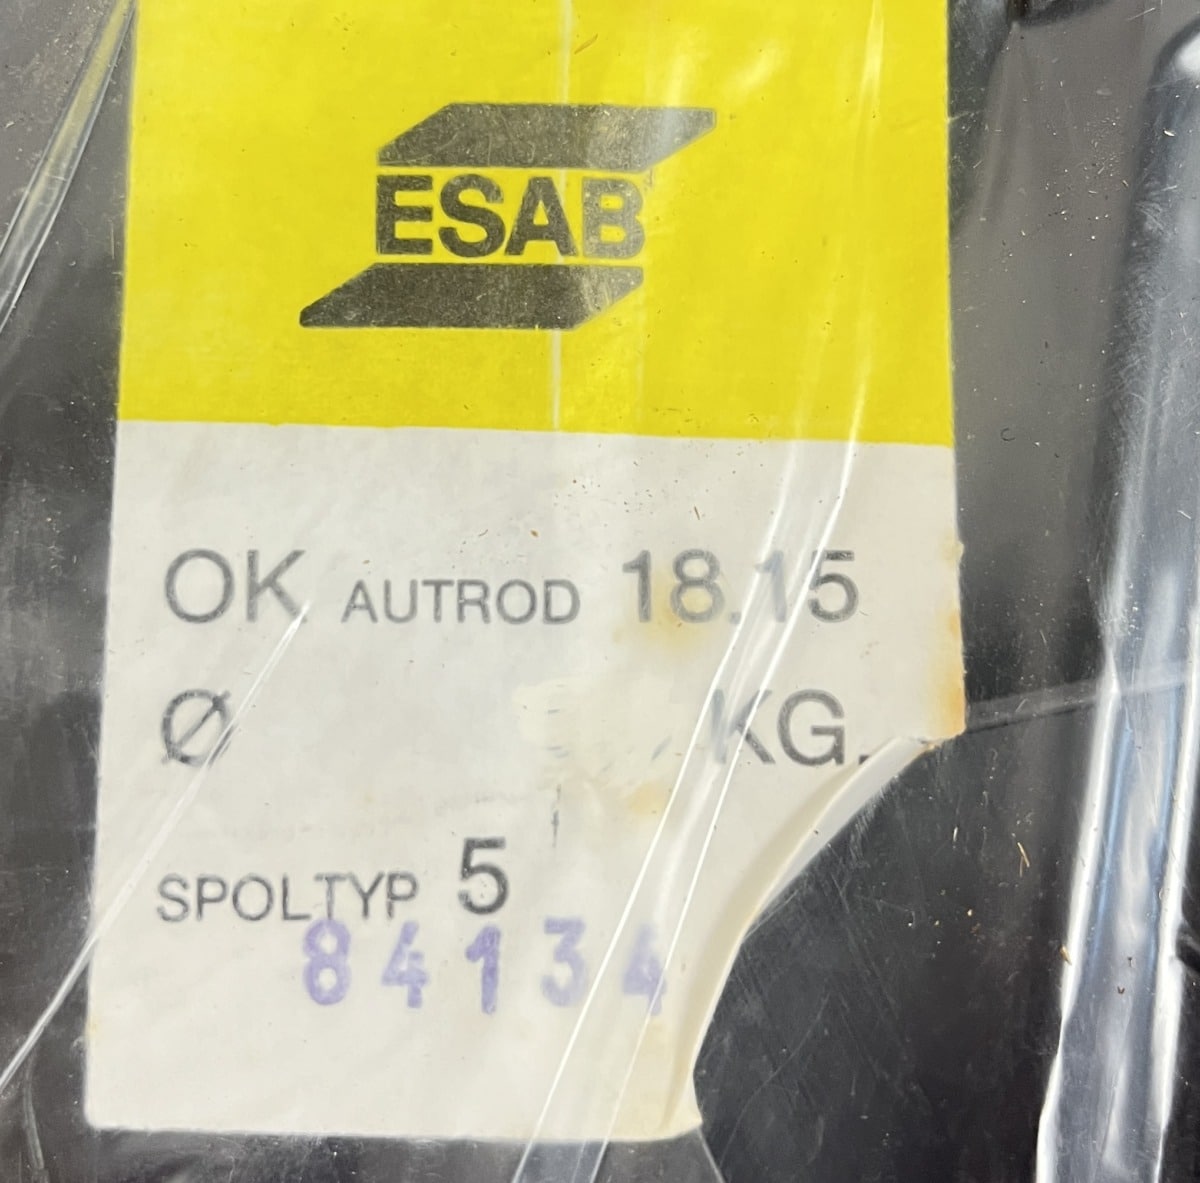 ESAB
OK AUTROD 18.15
Ø KG.
SPOLTYP 5
84134